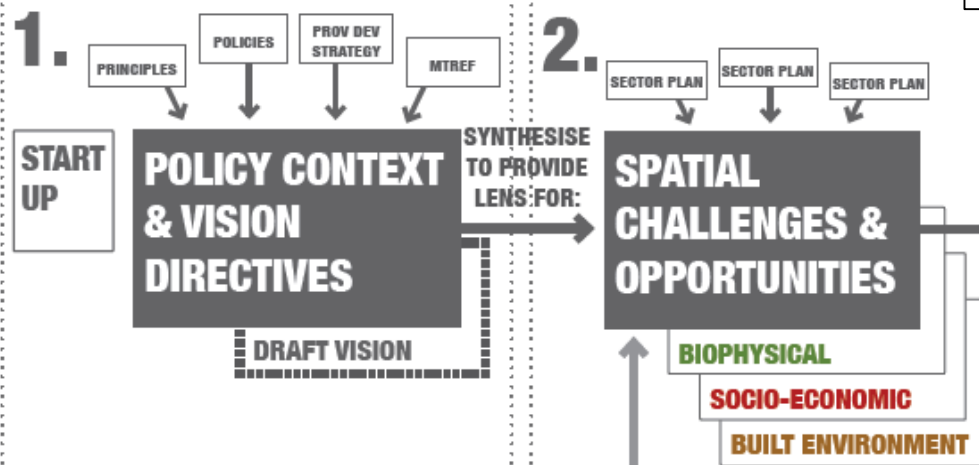 1.
PRINCIPLES
POLICIES
PROV DEV
STRATEGY
MTREF
START
UP
POLICY CONTEXT
& VISION
DIRECTIVES
DRAFT VISION
SYNTHESISE
TO PROVIDE
LENS FOR:
2.
SECTOR PLAN
SECTOR PLAN
SECTOR PLAN
SPATIAL
CHALLENGES &
OPPORTUNITIES
BIOPHYSICAL
SOCIO-ECONOMIC
BUILT ENVIRONMENT